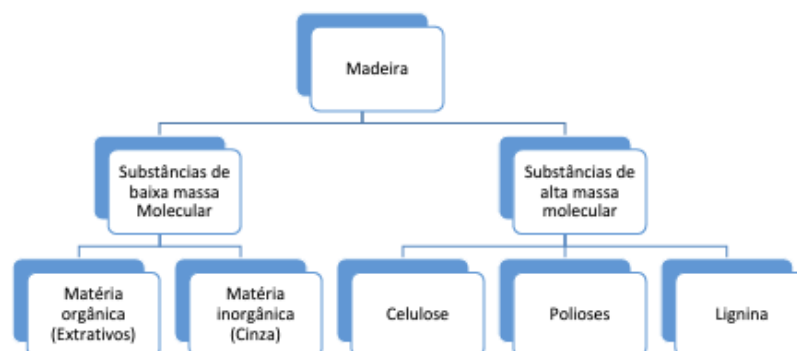 Madeira
Substâncias de
baixa massa
Molecular
Substâncias de
alta massa
molecular
Matéria
orgânica
(Extrativos)
Matéria
inorgânica
(Cinza)
Celulose
Polioses
Lignina